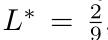 L* = 2/9.